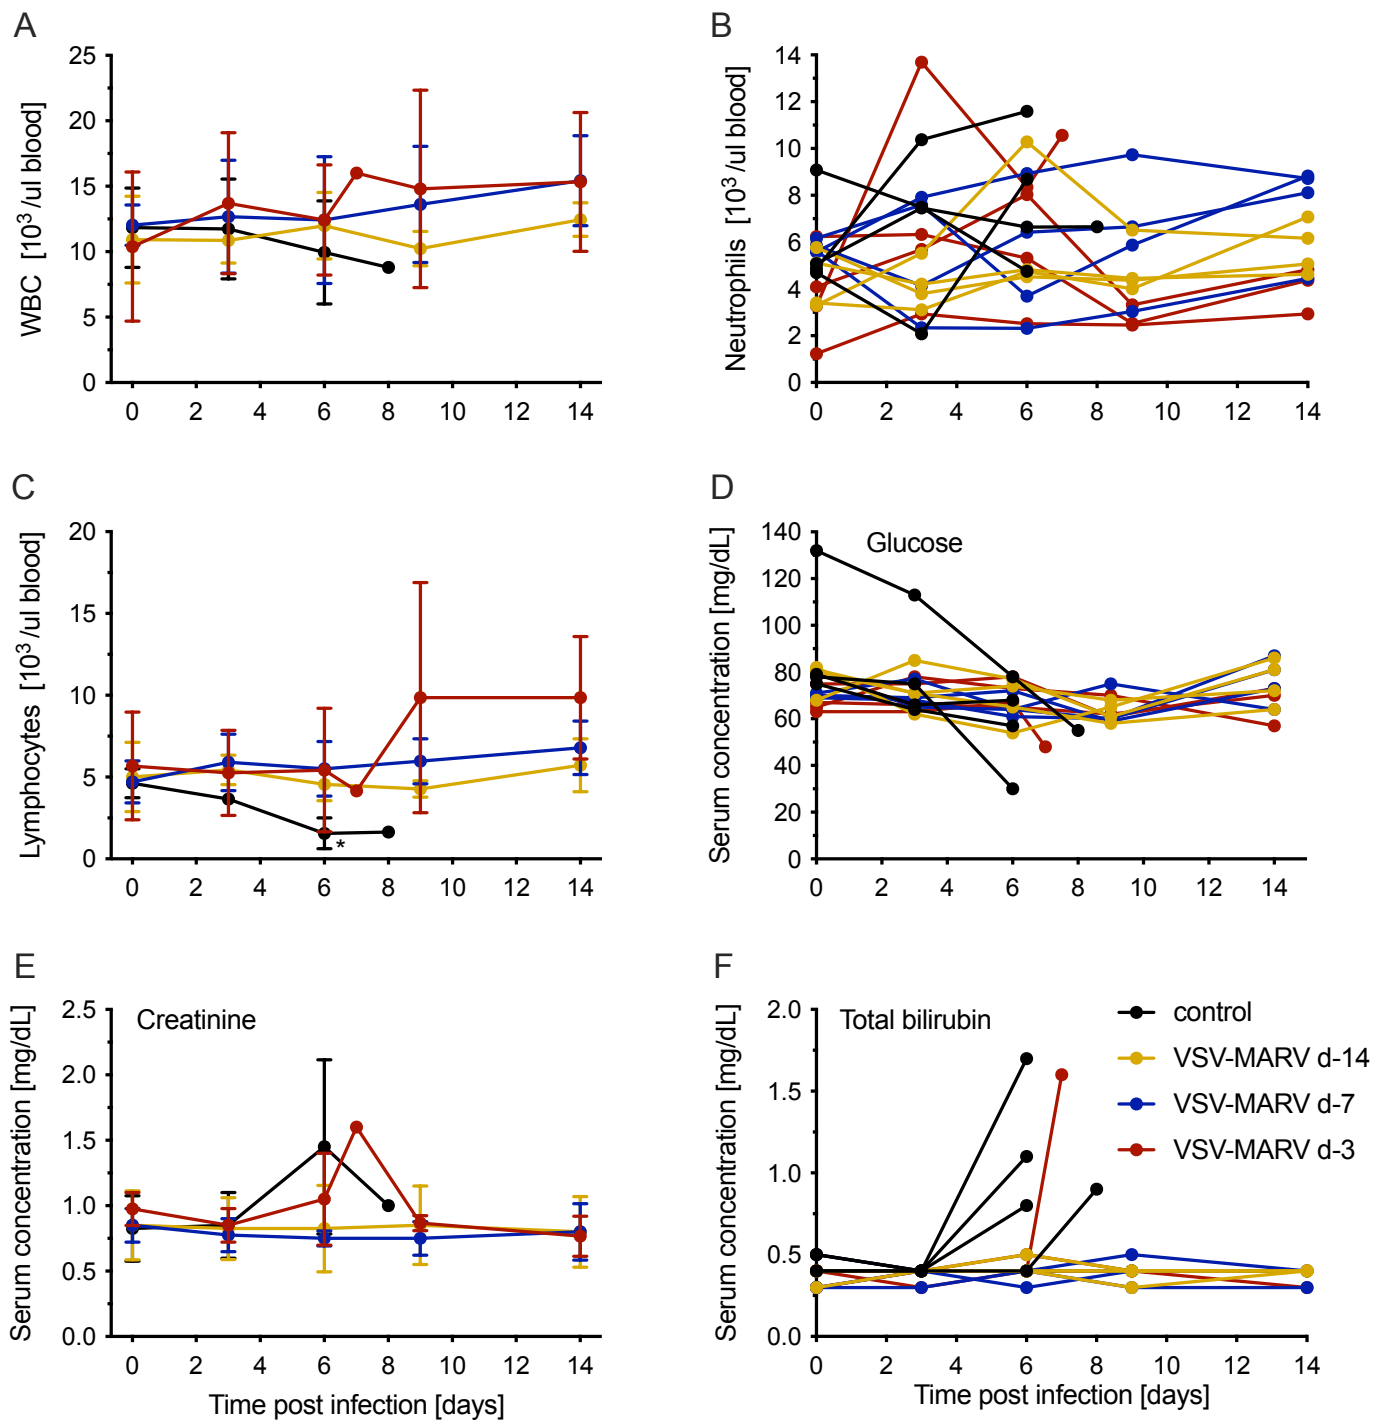 A
WBC [10³/ul blood]
25
20
15
10
5
0
0 2 4 6 8 10 12 14
B
Neutrophils [10³/ul blood]
14
12
10
8
6
4
2
0
0 2 4 6 8 10 12 14
C
Lymphocytes [10³/ul blood]
20
15
10
5
0
*
0 2 4 6 8 10 12 14
D
Serum concentration [mg/dL]
Glucose
140
120
100
80
60
40
20
0
0 2 4 6 8 10 12 14
E
Serum concentration [mg/dL]
Creatinine
2.5
2.0
1.5
1.0
0.5
0.0
0 2 4 6 8 10 12 14
Time post infection [days]
F
Serum concentration [mg/dL]
Total bilirubin
2.0
1.5
1.0
0.5
0.0
control
VSV-MARV d-14
VSV-MARV d-7
VSV-MARV d-3
0 2 4 6 8 10 12 14
Time post infection [days]